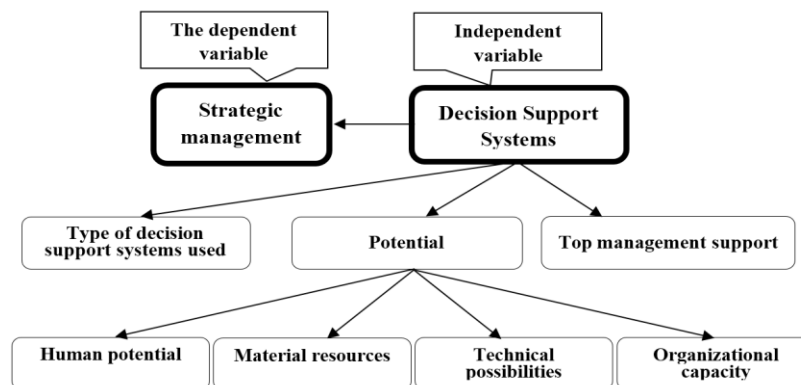 The dependent
variable
Independent
variable
Strategic
management
Decision Support
Systems
Type of decision
support systems used
Potential
Top management support
Human potential
Material resources
Technical
possibilities
Organizational
capacity